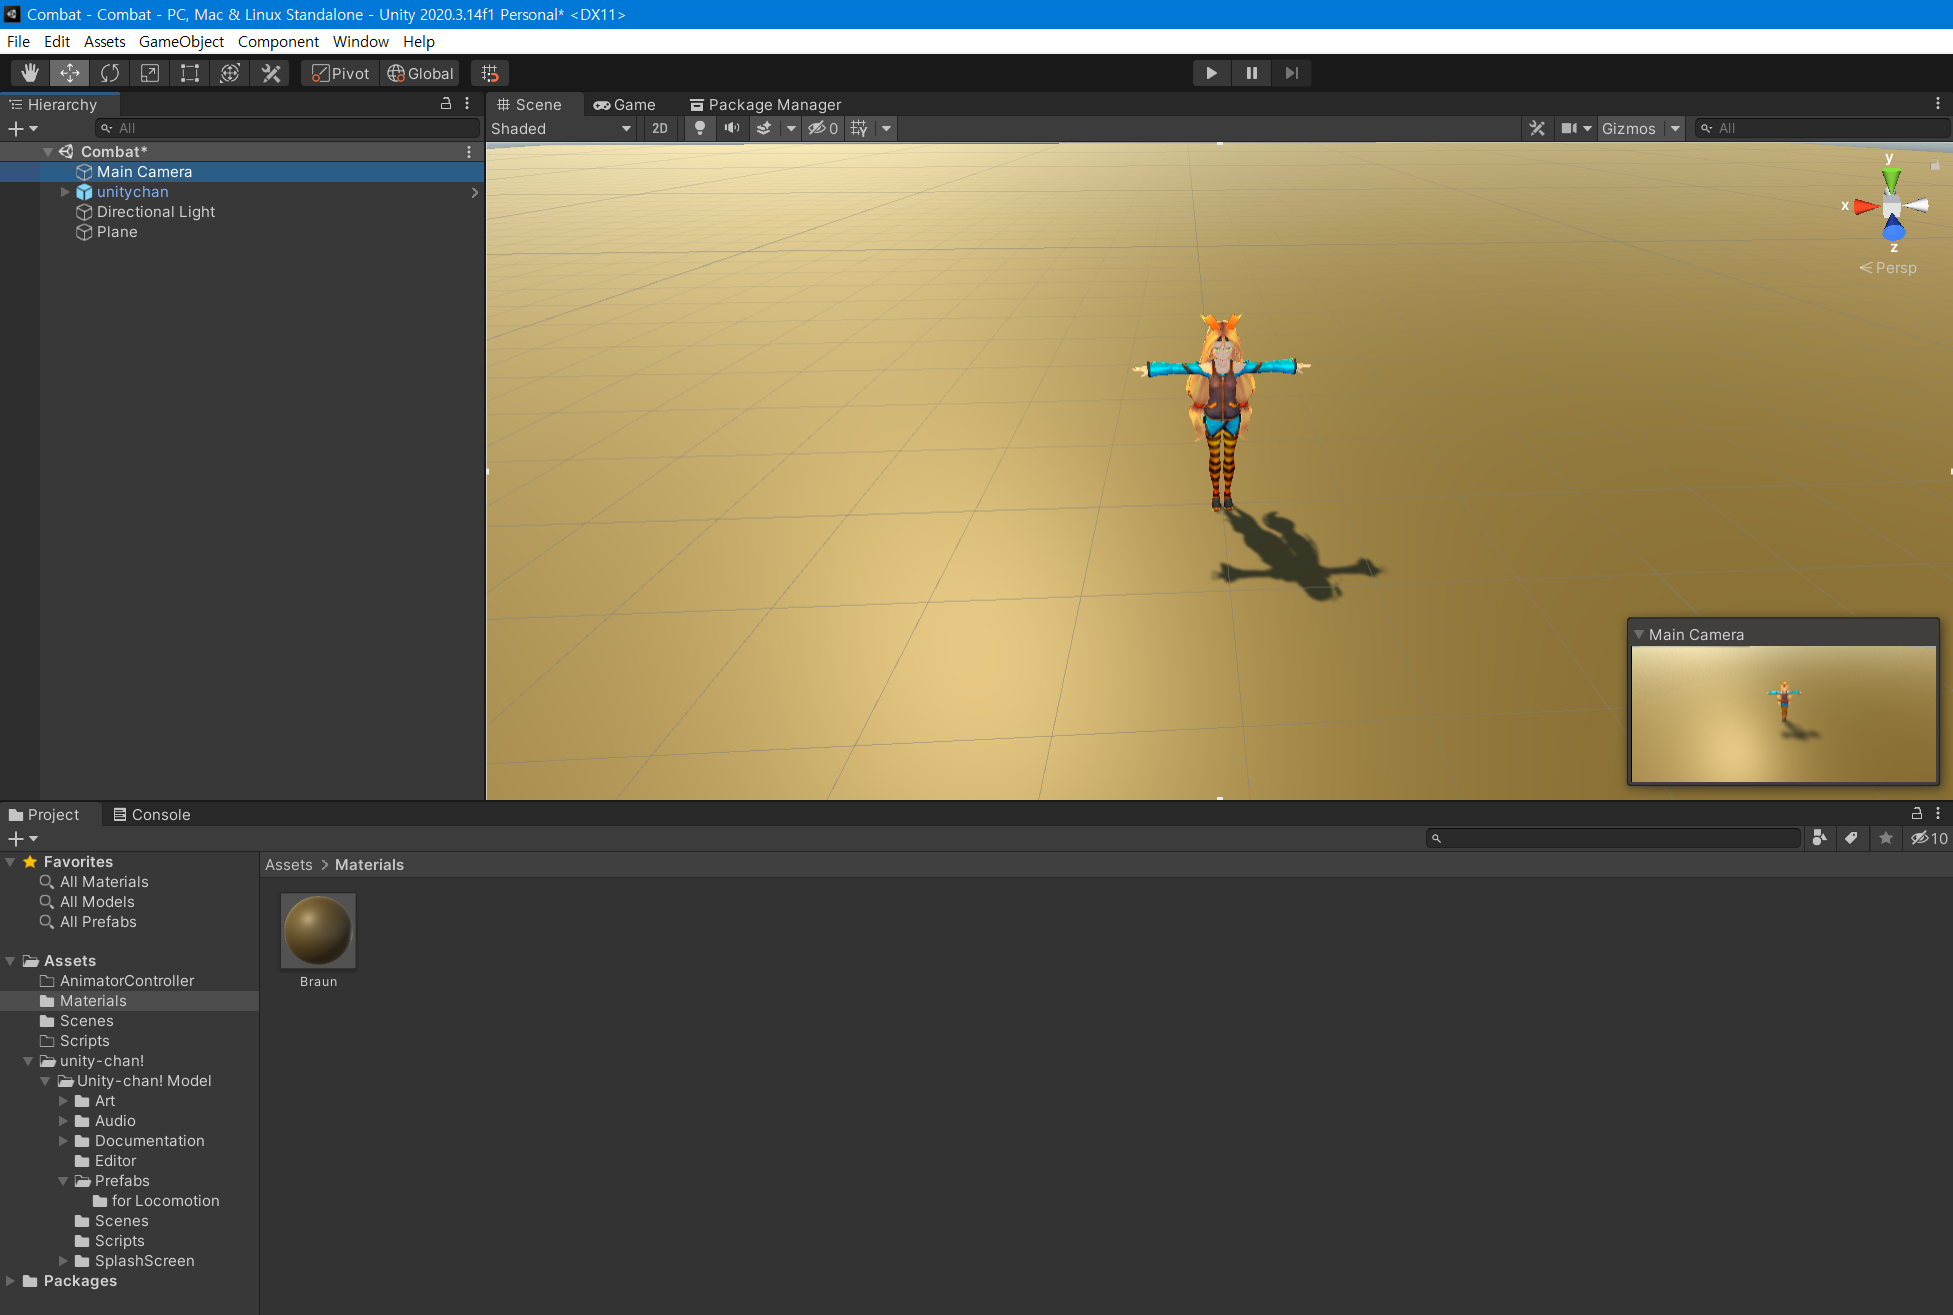 Combat - Combat - PC, Mac & Linux Standalone - Unity 2020.3.14f1 Personal* <DX11>
File Edit Assets GameObject Component Window Help
Pivot Global
Hierarchy
All
Combat*
Main Camera
unitychan
Directional Light
Plane
Scene Game Package Manager
Shaded 2D 0 Gizmos All
y
x
z
Persp
Main Camera
Project Console
10
Favorites
All Materials
All Models
All Prefabs
Assets
AnimatorController
Materials
Scenes
Scripts
unity-chan!
Unity-chan! Model
Art
Audio
Documentation
Editor
Prefabs
for Locomotion
Scenes
Scripts
SplashScreen
Packages
Assets > Materials
Braun